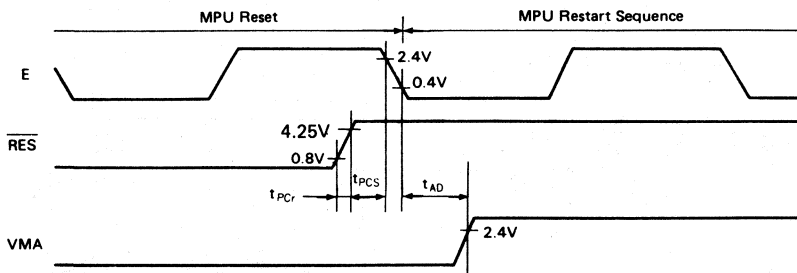 MPU Reset
MPU Restart Sequence
E
2.4V
0.4V
RES
4.25V
0.8V
tPCr
tPCS
tAD
VMA
2.4V